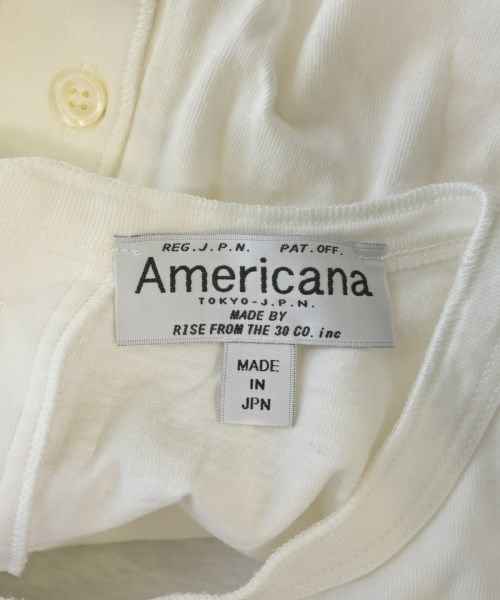 REG.J.P.N. PAT.OFF.
Americana
TOKYO-J.P.N.
MADE BY
RISE FROM THE 30 CO. inc
MADE
IN
JPN